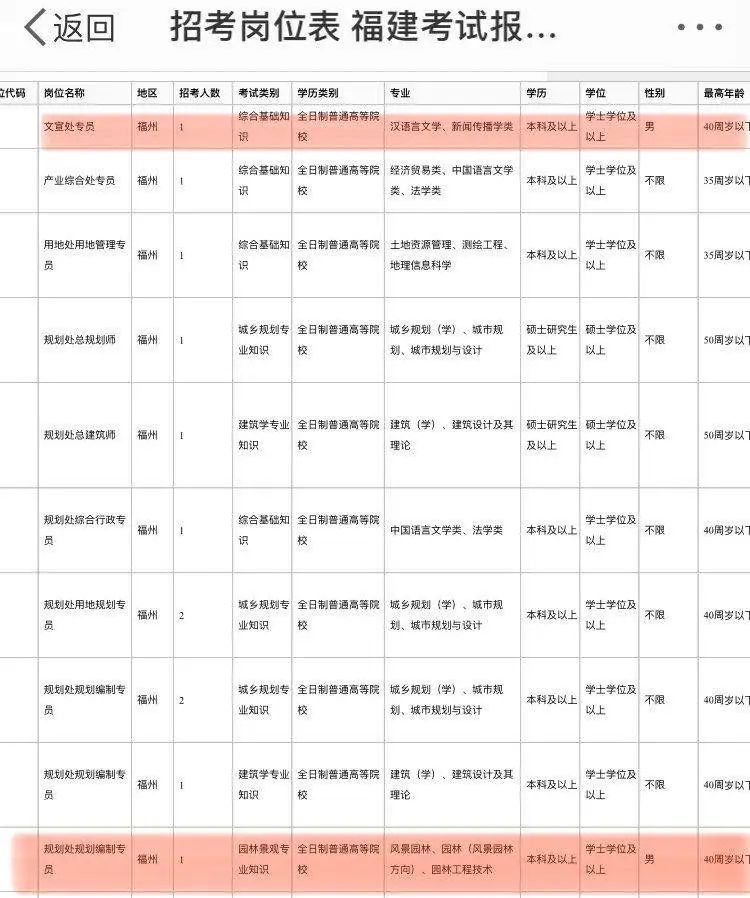 返回 招考岗位表 福建考试报...
位代码 岗位名称 地区 招考人数 考试类别 学历类别 专业 学历 学位 性别 最高年龄
文宣处专员 福州 1 综合基础知识 全日制普通高等院校 汉语言文学、新闻传播学类 本科及以上 学士学位及以上 男 40周岁以下
产业综合处专员 福州 1 综合基础知识 全日制普通高等院校 经济贸易类、中国语言文学类、法学类 本科及以上 学士学位及以上 不限 35周岁以下
用地处用地管理专员 福州 1 综合基础知识 全日制普通高等院校 土地资源管理、测绘工程、地理信息科学 本科及以上 学士学位及以上 不限 35周岁以下
规划处总规划师 福州 1 城乡规划专业知识 全日制普通高等院校 城乡规划（学）、城市规划、城市规划与设计 硕士研究生及以上 硕士学位及以上 不限 50周岁以下
规划处总建筑师 福州 1 建筑学专业知识 全日制普通高等院校 建筑（学）、建筑设计及其理论 硕士研究生及以上 硕士学位及以上 不限 50周岁以下
规划处综合行政专员 福州 1 综合基础知识 全日制普通高等院校 中国语言文学类、法学类 本科及以上 学士学位及以上 不限 40周岁以下
规划处用地规划专员 福州 2 城乡规划专业知识 全日制普通高等院校 城乡规划（学）、城市规划、城市规划与设计 本科及以上 学士学位及以上 不限 40周岁以下
规划处规划编制专员 福州 2 城乡规划专业知识 全日制普通高等院校 城乡规划（学）、城市规划、城市规划与设计 本科及以上 学士学位及以上 不限 40周岁以下
规划处规划编制专员 福州 1 建筑学专业知识 全日制普通高等院校 建筑（学）、建筑设计及其理论 本科及以上 学士学位及以上 不限 40周岁以下
规划处规划编制专员 福州 1 园林景观专业知识 全日制普通高等院校 风景园林、园林（风景园林方向）、园林工程技术 本科及以上 学士学位及以上 男 40周岁以下